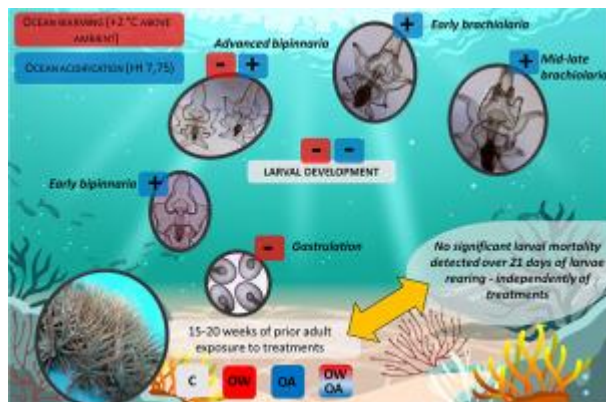 OCEAN WARMING (+2 °C ABOVE
AMBIENT)
OCEAN ACIDIFICATION (PH 7,75)
Advanced bipinnaria
- +
+ Early brachiolaria
+ Mid-late
brachiolaria
- -
LARVAL DEVELOPMENT
Early bipinnaria
+
- Gastrulation
No significant larval mortality
detected over 21 days of larvae
rearing - independently of
treatments
15-20 weeks of prior adult
exposure to treatments
C OW OA OW
OA